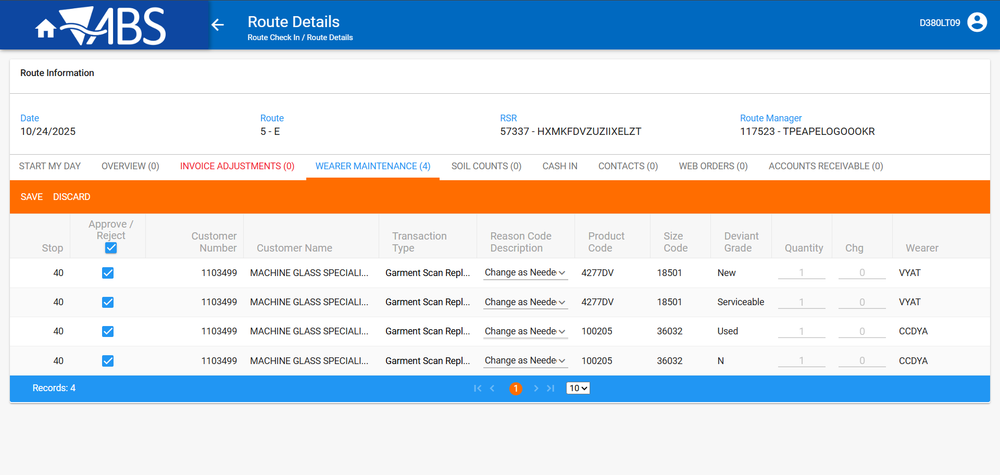 ABS
Route Details
Route Check In / Route Details
D380LT09
Route Information
Date
10/24/2025
Route
5 - E
RSR
57337 - HXMKFDVZUZIIXELZT
Route Manager
117523 - TPEAPELOGOOOKR
START MY DAY OVERVIEW (0) INVOICE ADJUSTMENTS (0) WEARER MAINTENANCE (4) SOIL COUNTS (0) CASH IN CONTACTS (0) WEB ORDERS (0) ACCOUNTS RECEIVABLE (0)
SAVE DISCARD
Stop
Approve /
Reject
Customer
Number
Customer Name
Transaction
Type
Reason Code
Description
Product
Code
Size
Code
Deviant
Grade
Quantity
Chg
Wearer
40 1103499 MACHINE GLASS SPECIALI... Garment Scan Repl... Change as Neede 4277DV 18501 New 1 0 VYAT
40 1103499 MACHINE GLASS SPECIALI... Garment Scan Repl... Change as Neede 4277DV 18501 Serviceable 1 0 VYAT
40 1103499 MACHINE GLASS SPECIALI... Garment Scan Repl... Change as Neede 100205 36032 Used 1 0 CCDYA
40 1103499 MACHINE GLASS SPECIALI... Garment Scan Repl... Change as Neede 100205 36032 N 1 0 CCDYA
Records: 4 1 10